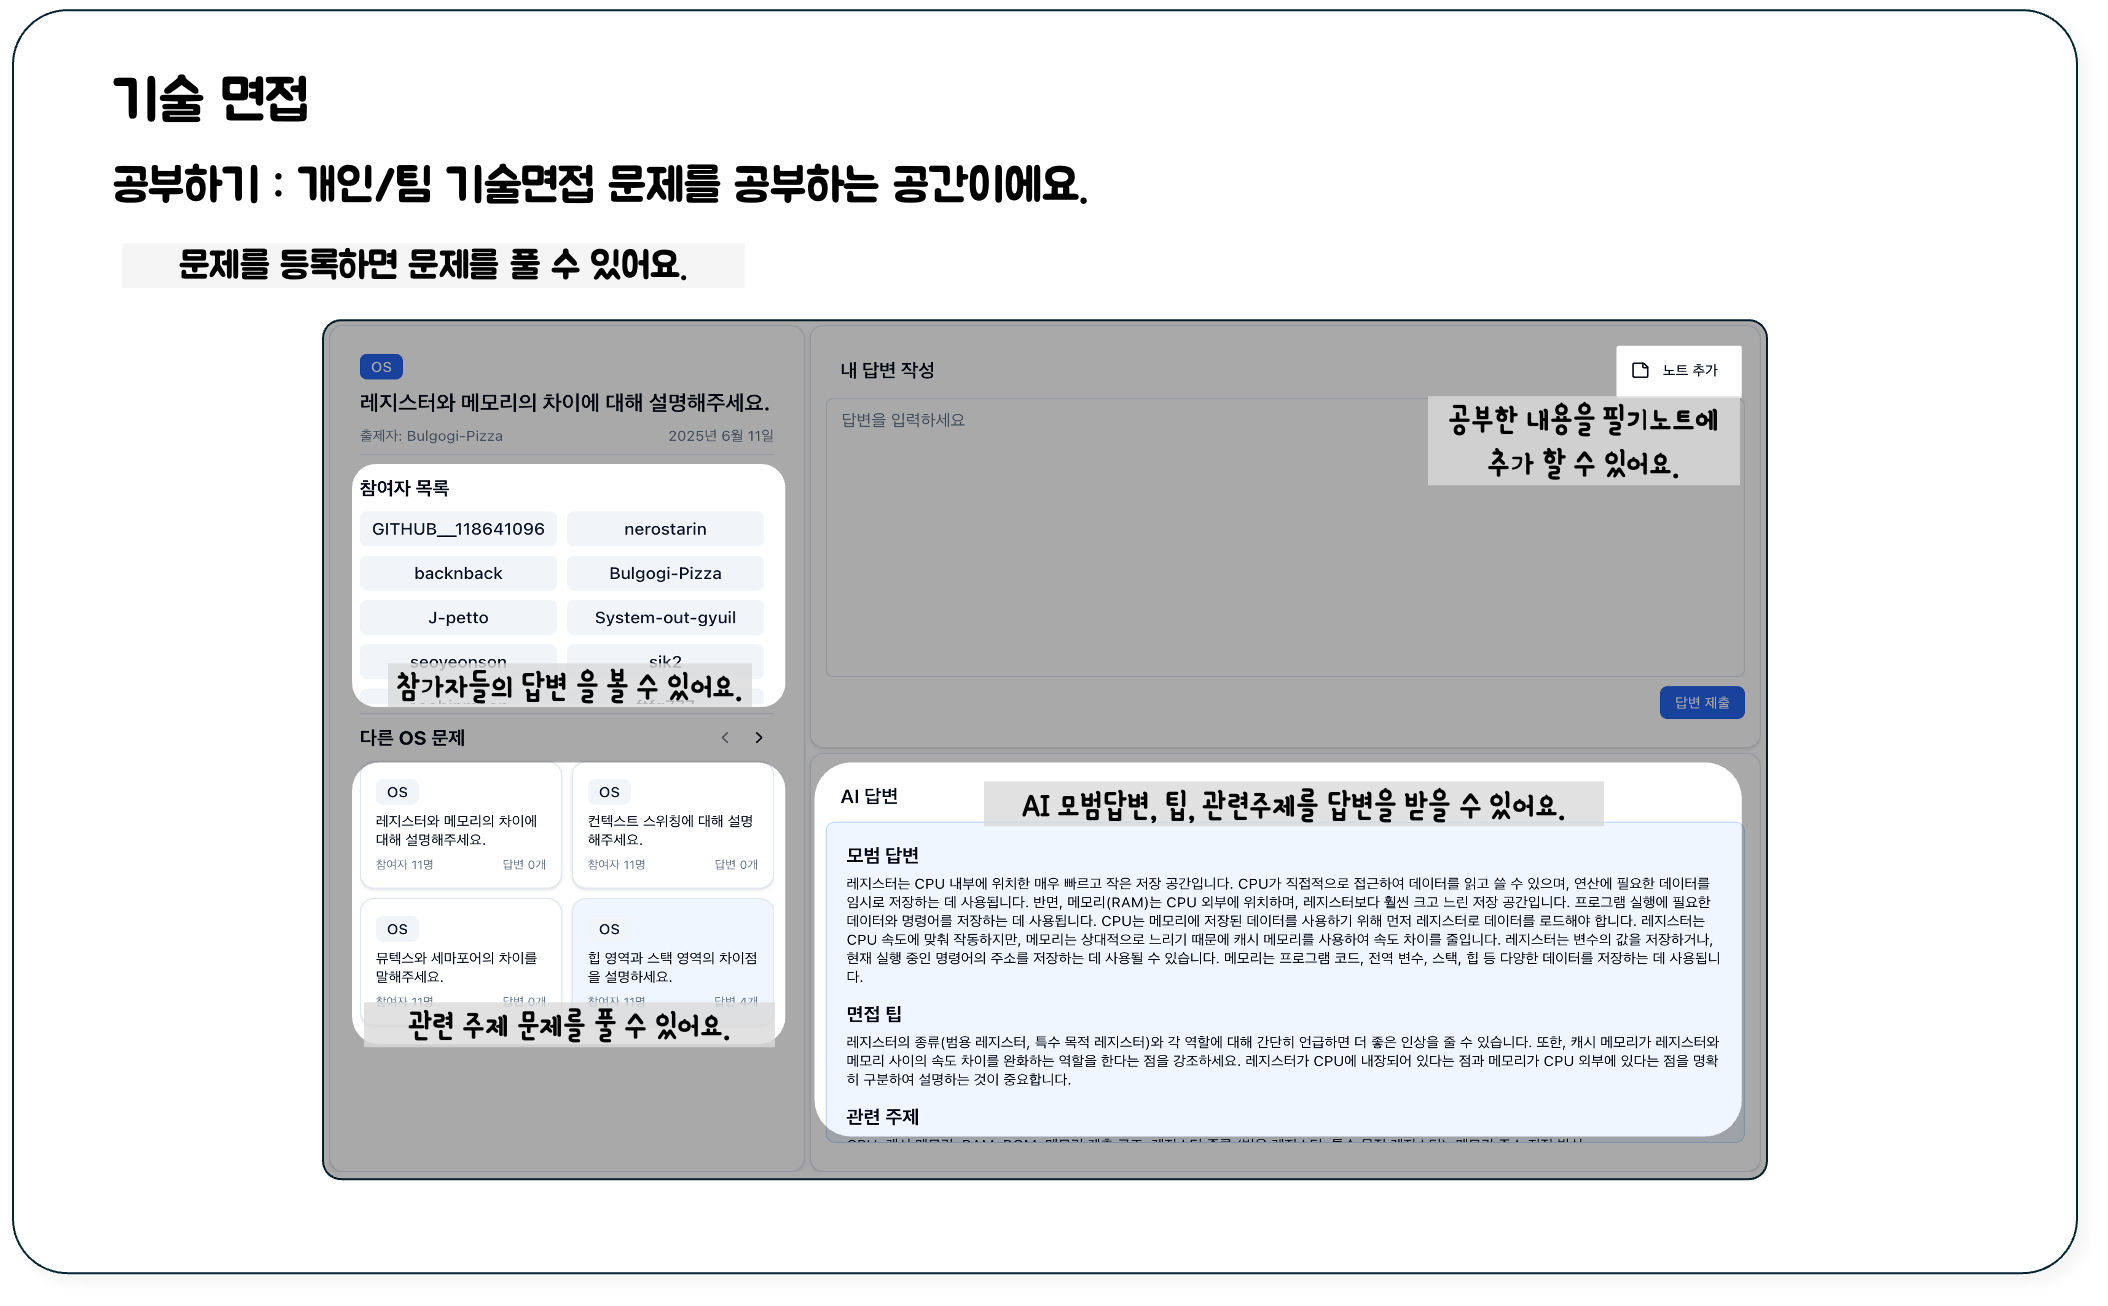 기술 면접
공부하기 : 개인/팀 기술면접 문제를 공부하는 공간이에요.
문제를 등록하면 문제를 풀 수 있어요.
OS
레지스터와 메모리의 차이에 대해 설명해주세요.
출제자: Bulgogi-Pizza
2025년 6월 11일
참여자 목록
GITHUB__118641096
nerostarin
backnback
Bulgogi-Pizza
J-petto
System-out-gyuil
seoyeonson
sik2
참가자들의 답변 을 볼 수 있어요.
다른 OS 문제
OS
레지스터와 메모리의 차이에
대해 설명해주세요.
참여자 11명
답변 0개
OS
컨텍스트 스위칭에 대해 설명
해주세요.
참여자 11명
답변 0개
OS
뮤텍스와 세마포어의 차이를
말해주세요.
참여자 11명
답변 0개
OS
힙 영역과 스택 영역의 차이점
을 설명하세요.
참여자 11명
답변 4개
관련 주제 문제를 풀 수 있어요.
내 답변 작성
노트 추가
답변을 입력하세요
공부한 내용을 필기노트에
추가 할 수 있어요.
답변 제출
AI 답변
AI 모범답변, 팁, 관련주제를 답변을 받을 수 있어요.
모범 답변
레지스터는 CPU 내부에 위치한 매우 빠르고 작은 저장 공간입니다. CPU가 직접적으로 접근하여 데이터를 읽고 쓸 수 있으며, 연산에 필요한 데이터를
임시로 저장하는 데 사용됩니다. 반면, 메모리(RAM)는 CPU 외부에 위치하며, 레지스터보다 훨씬 크고 느린 저장 공간입니다. 프로그램 실행에 필요한
데이터와 명령어를 저장하는 데 사용됩니다. CPU는 메모리에 저장된 데이터를 사용하기 위해 먼저 레지스터로 데이터를 로드해야 합니다. 레지스터는
CPU 속도에 맞춰 작동하지만, 메모리는 상대적으로 느리기 때문에 캐시 메모리를 사용하여 속도 차이를 줄입니다. 레지스터는 변수의 값을 저장하거나,
현재 실행 중인 명령어의 주소를 저장하는 데 사용될 수 있습니다. 메모리는 프로그램 코드, 전역 변수, 스택, 힙 등 다양한 데이터를 저장하는 데 사용됩니
다.
면접 팁
레지스터의 종류(범용 레지스터, 특수 목적 레지스터)와 각 역할에 대해 간단히 언급하면 더 좋은 인상을 줄 수 있습니다. 또한, 캐시 메모리가 레지스터와
메모리 사이의 속도 차이를 완화하는 역할을 한다는 점을 강조하세요. 레지스터가 CPU에 내장되어 있다는 점과 메모리가 CPU 외부에 있다는 점을 명확
히 구분하여 설명하는 것이 중요합니다.
관련 주제